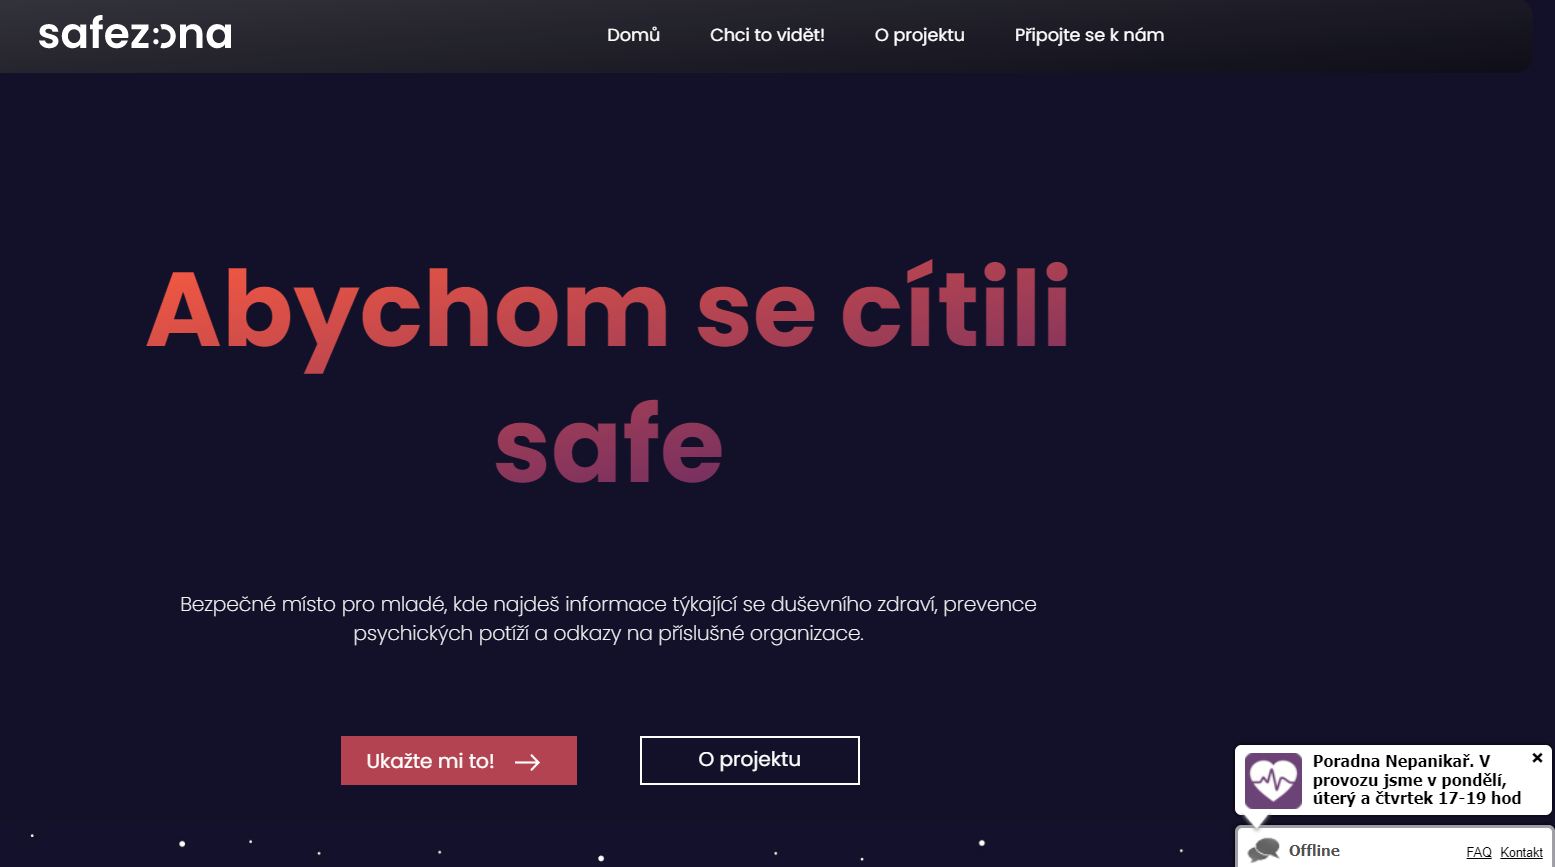 safezona
Domů
Chci to vidět!
O projektu
Připojte se k nám
Abychom se cítili
safe
Bezpečné místo pro mladé, kde najdeš informace týkající se duševního zdraví, prevence
psychických potíží a odkazy na příslušné organizace.
Ukažte mi to!
O projektu
Poradna Nepanikař. V
provozu jsme v pondělí,
úterý a čtvrtek 17-19 hod
Offline
FAQ
Kontakt